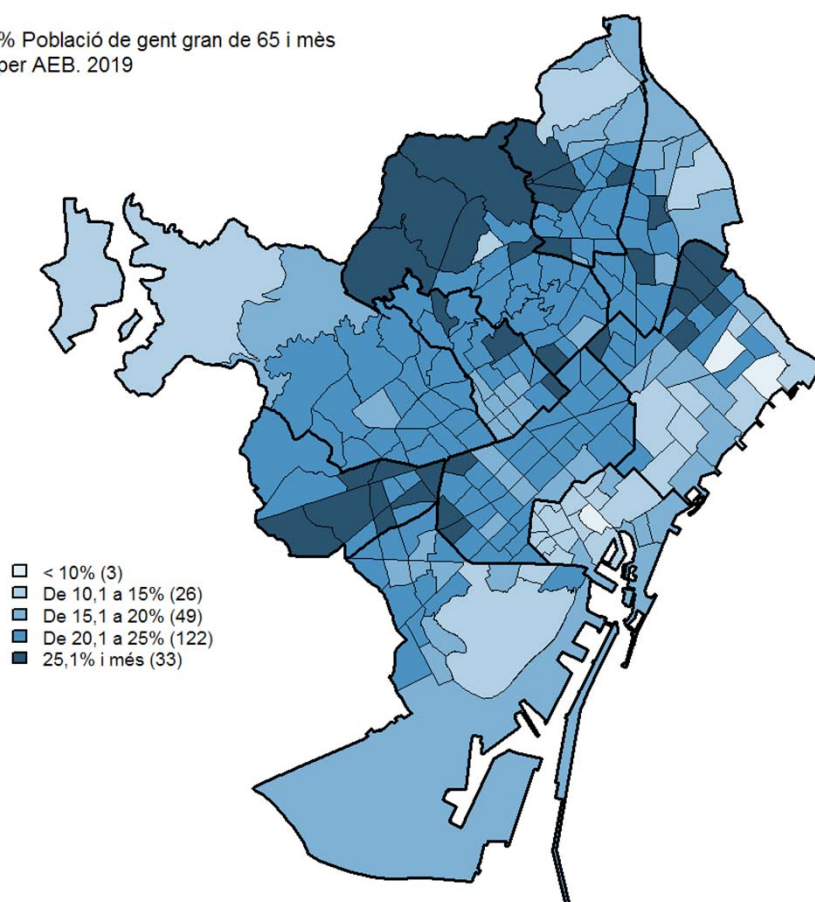 % Població de gent gran de 65 i mès
per AEB. 2019
< 10% (3)
De 10,1 a 15% (26)
De 15,1 a 20% (49)
De 20,1 a 25% (122)
25,1% i més (33)